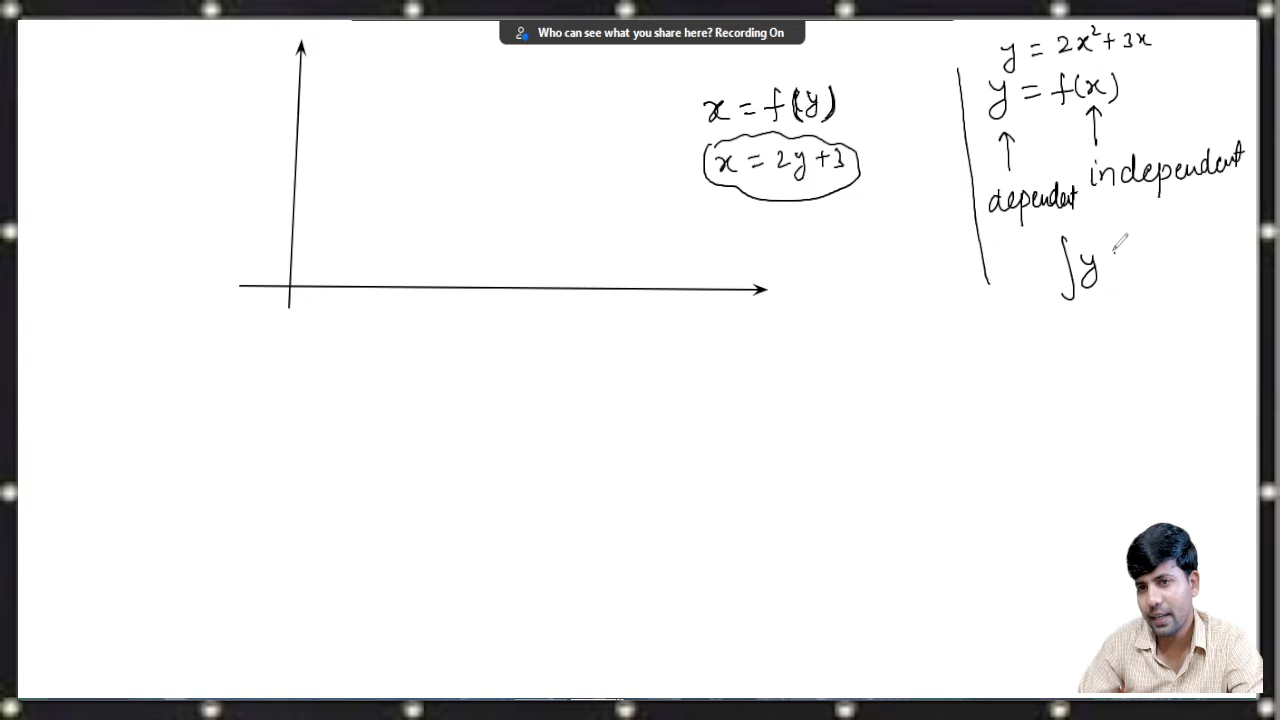 Who can see what you share here? Recording On
x = f(y)
x = 2y + 3
y = 2x² + 3x
y = f(x)
dependent
independent
∫y